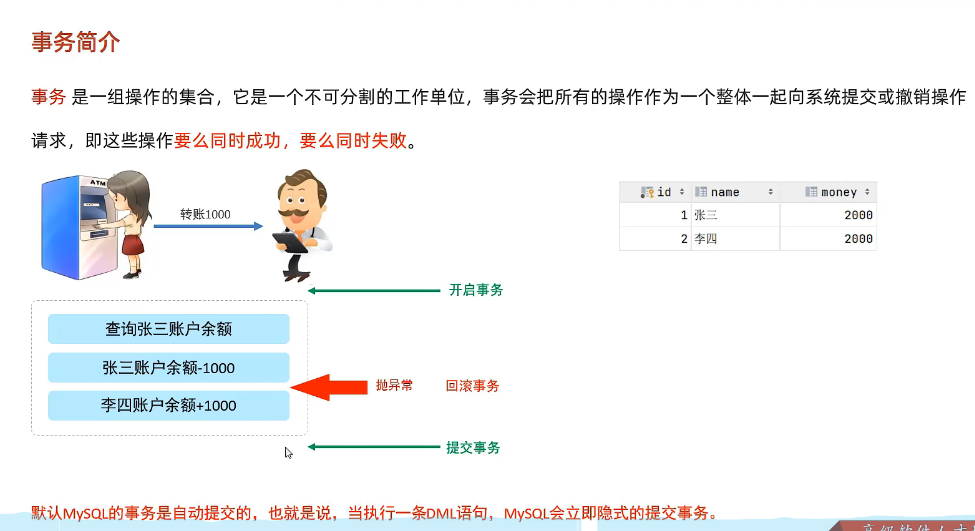 事务简介
事务 是一组操作的集合，它是一个不可分割的工作单位，事务会把所有的操作作为一个整体一起向系统提交或撤销操作
请求，即这些操作要么同时成功，要么同时失败。
ATM
转账1000
id name money
1 张三 2000
2 李四 2000
开启事务
查询张三账户余额
张三账户余额-1000
抛异常 回滚事务
李四账户余额+1000
提交事务
默认MySQL的事务是自动提交的，也就是说，当执行一条DML语句，MySQL会立即隐式的提交事务。